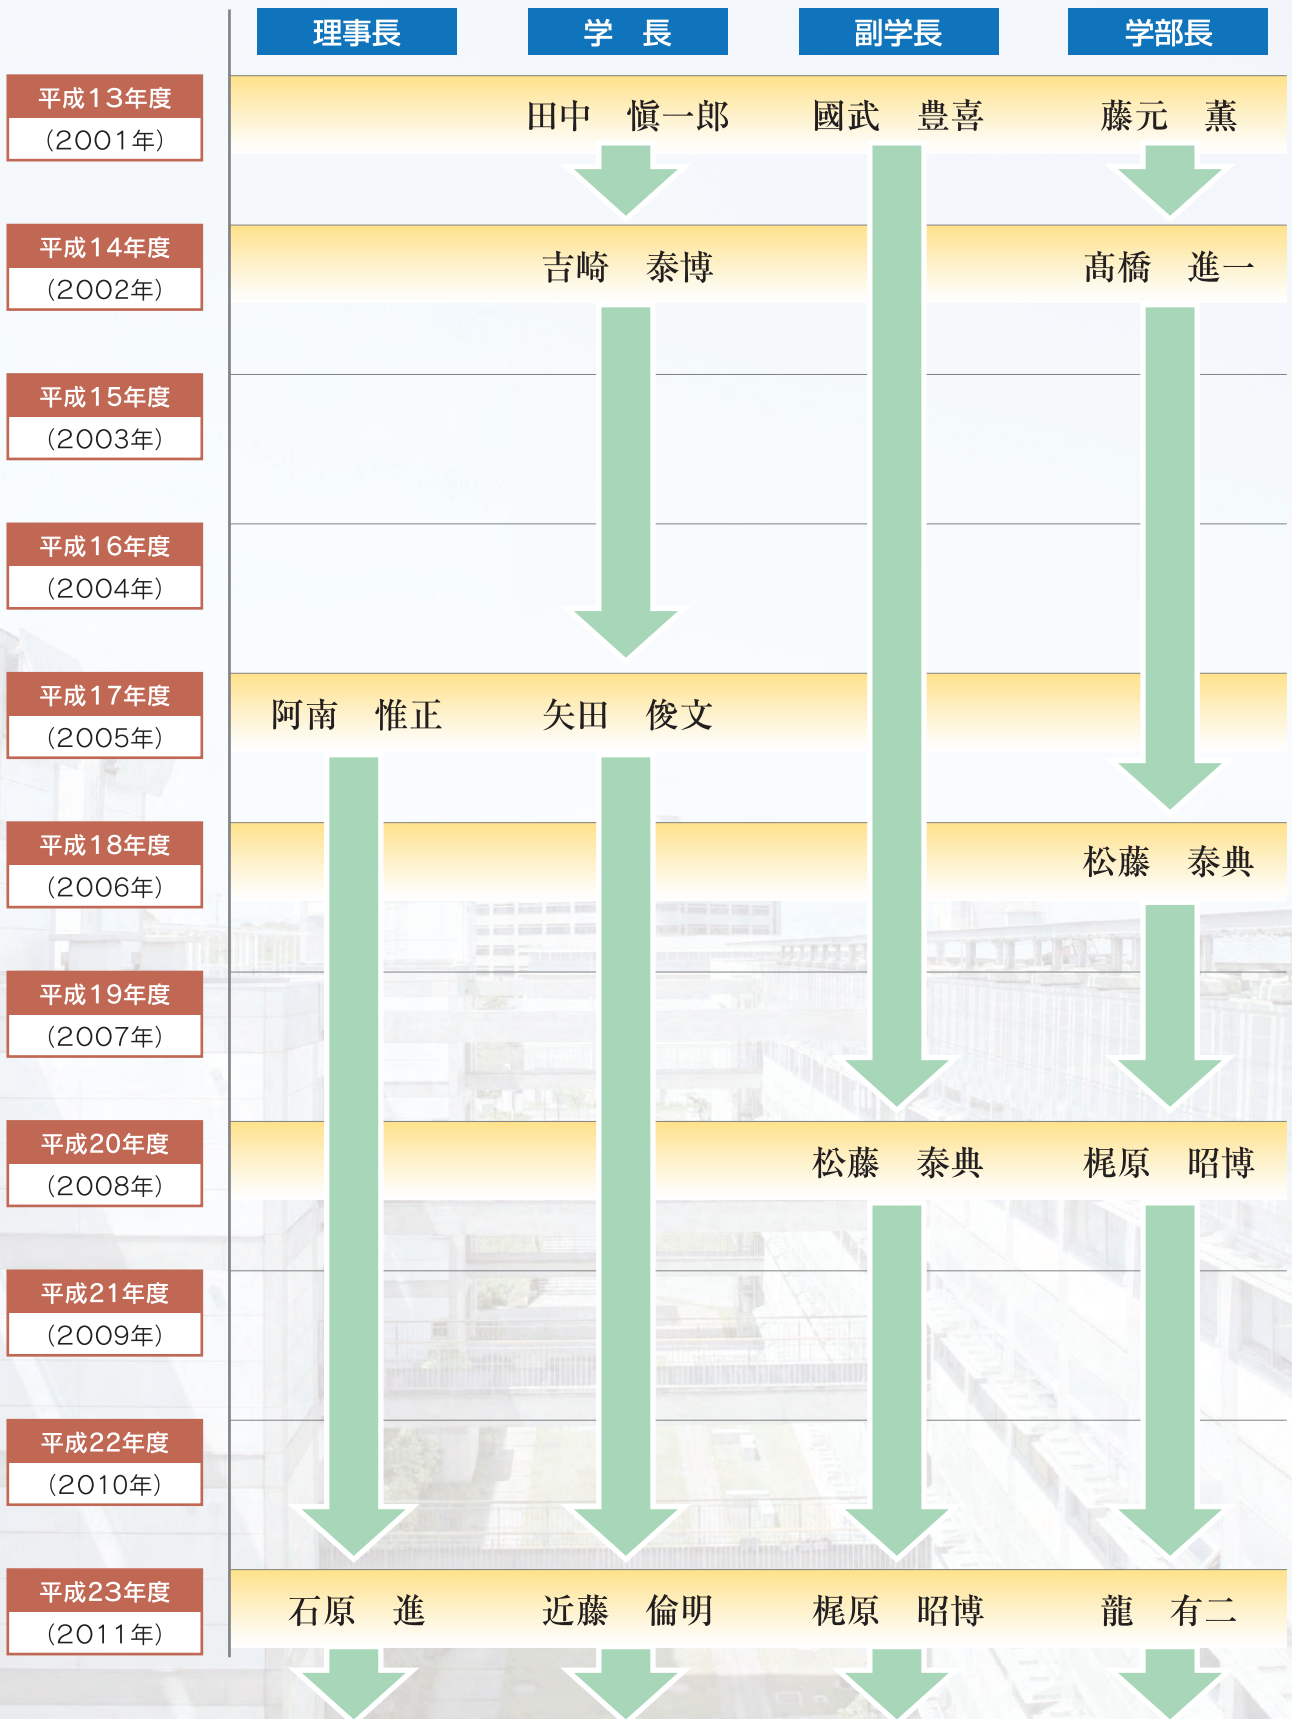 理事長 学　長 副学長 学部長
平成13年度
（2001年）
田中　愼一郎 國武　豊喜 藤元　薫
平成14年度
（2002年）
吉崎　泰博 髙橋　進一
平成15年度
（2003年）
平成16年度
（2004年）
平成17年度
（2005年）
阿南　惟正 矢田　俊文
平成18年度
（2006年）
松藤　泰典
平成19年度
（2007年）
平成20年度
（2008年）
松藤　泰典 梶原　昭博
平成21年度
（2009年）
平成22年度
（2010年）
平成23年度
（2011年）
石原　進 近藤　倫明 梶原　昭博 龍　有二